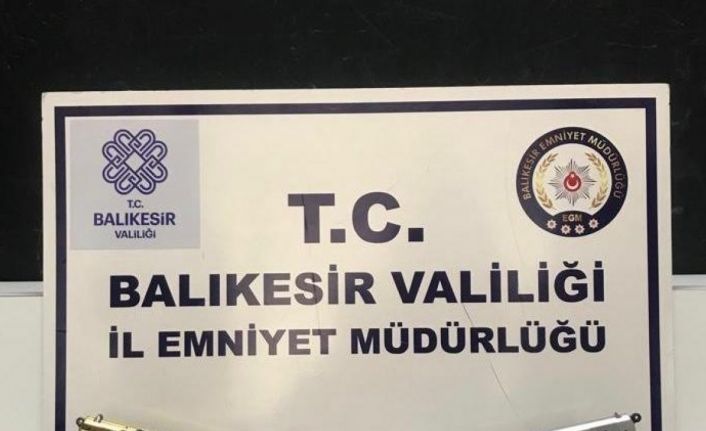 T.C.
BALIKESİR
VALİLİĞİ
BALIKESİR EMNİYET MÜDÜRLÜĞÜ
EGM
T.C.
BALIKESİR VALİLİĞİ
İL EMNİYET MÜDÜRLÜĞÜ